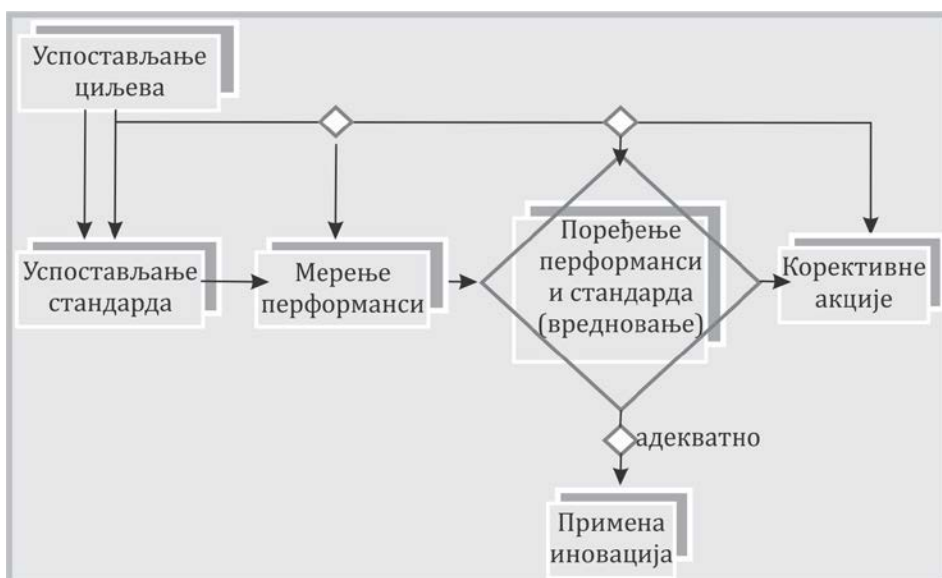 Успостављање
циљева
Успостављање
стандарда
Мерење
перформанси
Поређење
перформанси
и стандарда
(вредновање)
Корективне
акције
адекватно
Примена
иновација